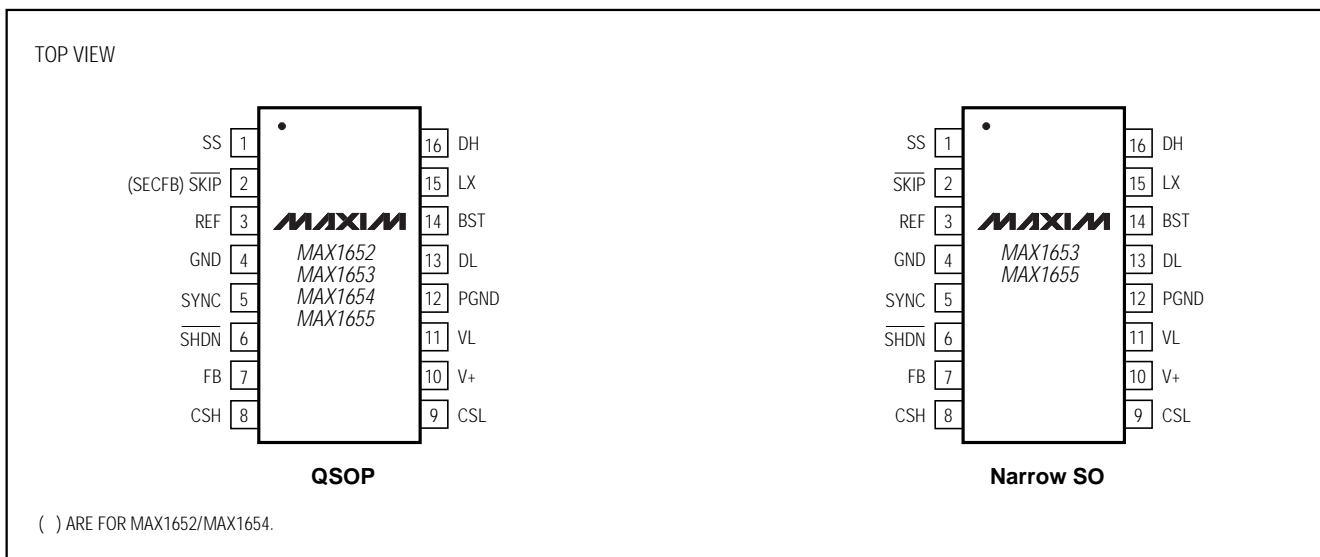 TOP VIEW
SS 1
(SECFB) SKIP 2
REF 3
GND 4
SYNC 5
SHDN 6
FB 7
CSH 8
MAXIM
MAX1652
MAX1653
MAX1654
MAX1655
16 DH
15 LX
14 BST
13 DL
12 PGND
11 VL
10 V+
9 CSL
QSOP
SS 1
SKIP 2
REF 3
GND 4
SYNC 5
SHDN 6
FB 7
CSH 8
MAXIM
MAX1653
MAX1655
16 DH
15 LX
14 BST
13 DL
12 PGND
11 VL
10 V+
9 CSL
Narrow SO
( ) ARE FOR MAX1652/MAX1654.